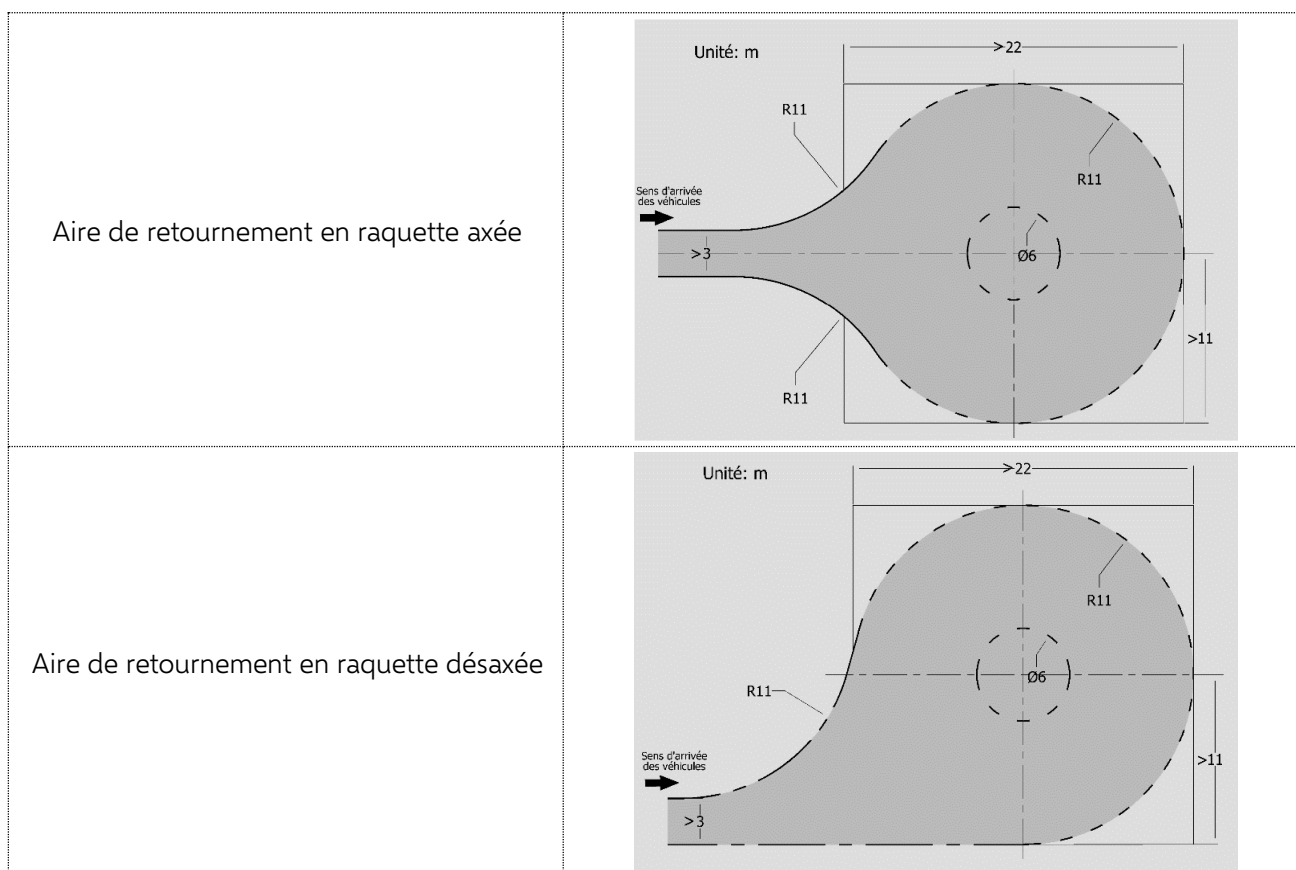 Aire de retournement en raquette axée
Unité: m
>22
R11
R11
Sens d'arrivée
des véhicules
>3
Ø6
>11
R11
Aire de retournement en raquette désaxée
Unité: m
>22
R11
R11
Ø6
Sens d'arrivée
des véhicules
>11
>3